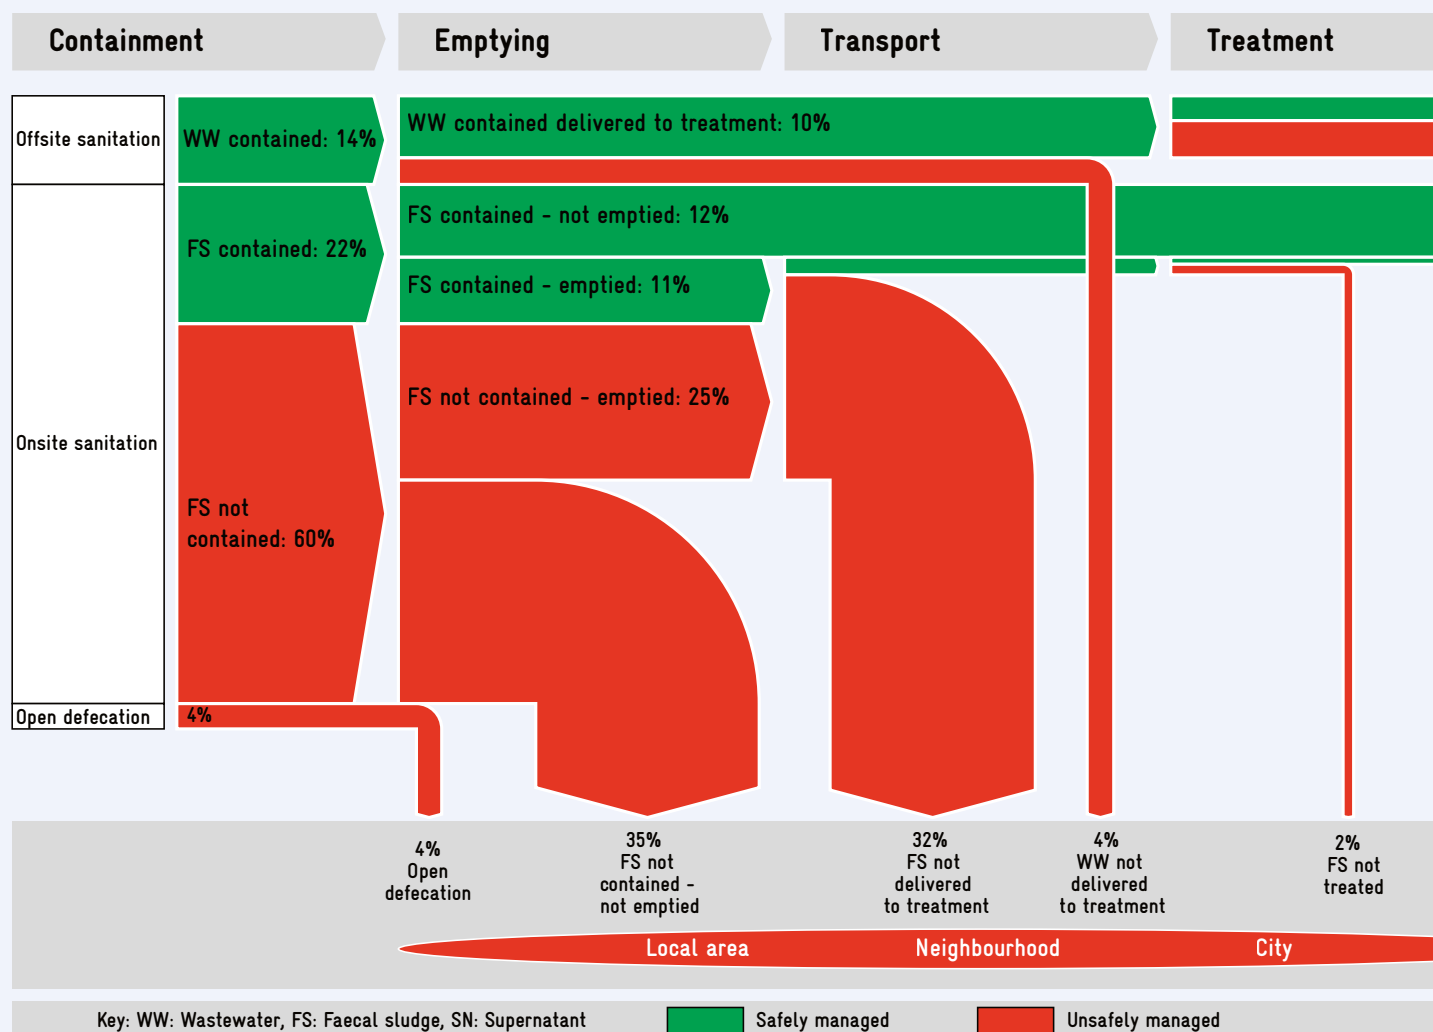 Containment
Emptying
Transport
Treatment
Offsite sanitation
WW contained: 14%
WW contained delivered to treatment: 10%
FS contained - not emptied: 12%
Onsite sanitation
FS contained: 22%
FS contained - emptied: 11%
FS not contained - emptied: 25%
FS not
contained: 60%
Open defecation
4%
4%
Open
defecation
35%
FS not
contained -
not emptied
32%
FS not
delivered
to treatment
4%
WW not
delivered
to treatment
2%
FS not
treated
Local area
Neighbourhood
City
Key: WW: Wastewater, FS: Faecal sludge, SN: Supernatant
Safely managed
Unsafely managed